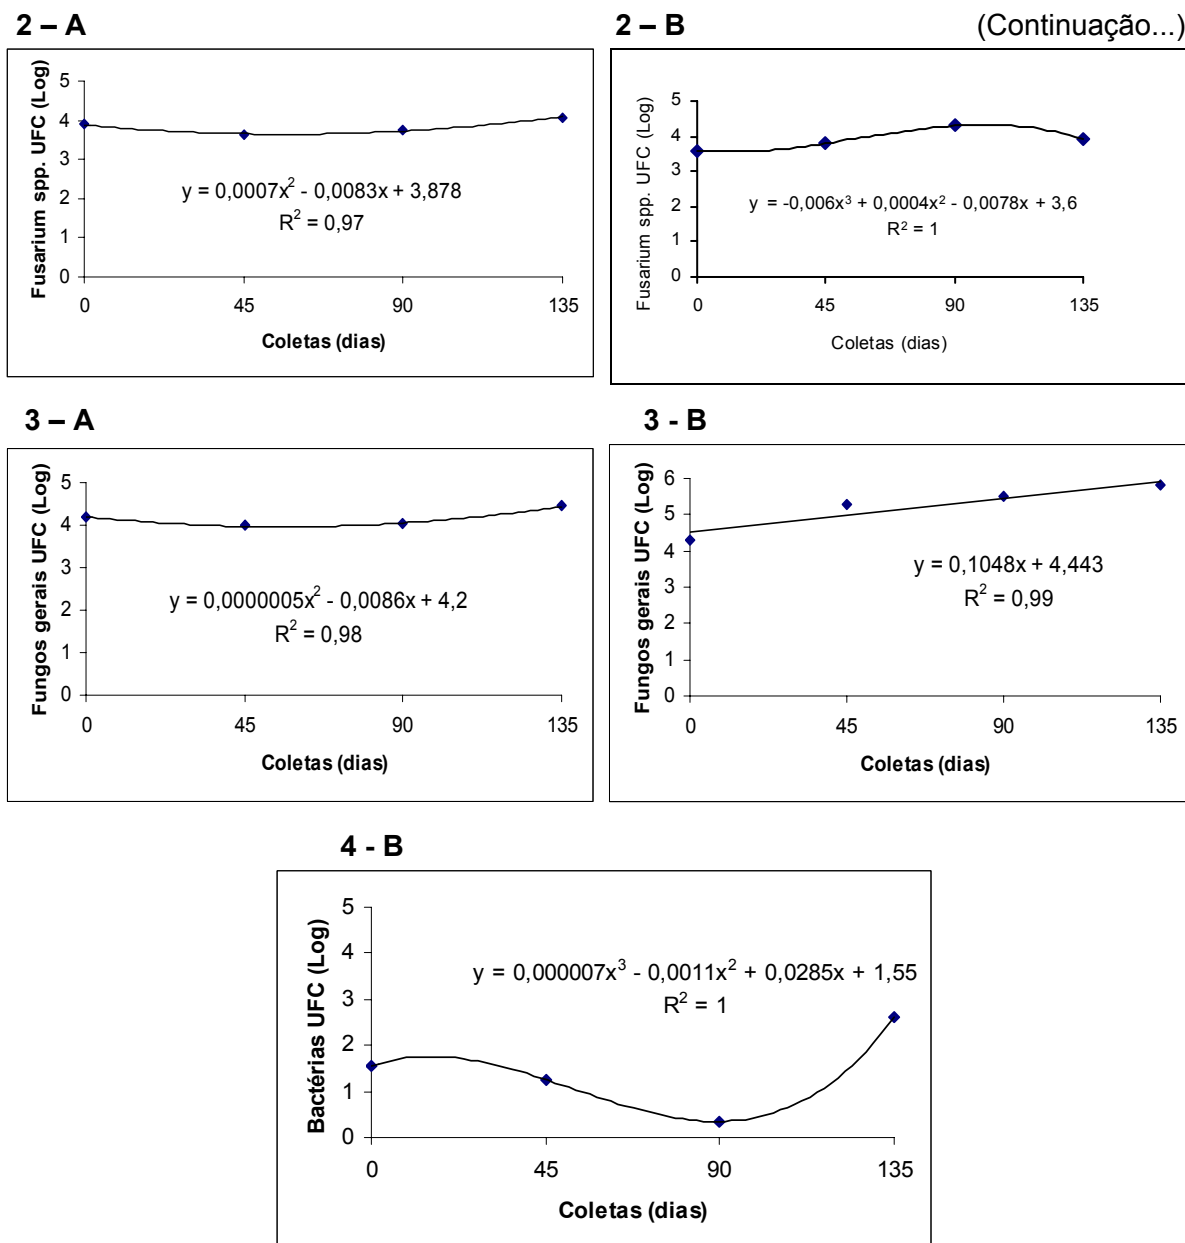 2 – A
2 – B
(Continuação...)
Fusarium spp. UFC (Log)
5
4
3
2
1
0
y = 0,0007x² - 0,0083x + 3,878
R² = 0,97
0 45 90 135
Coletas (dias)
Fusarium spp. UFC (Log)
5
4
3
2
1
0
y = -0,006x³ + 0,0004x² - 0,0078x + 3,6
R² = 1
0 45 90 135
Coletas (dias)
3 – A
3 - B
Fungos gerais UFC (Log)
5
4
3
2
1
0
y = 0,0000005x² - 0,0086x + 4,2
R² = 0,98
0 45 90 135
Coletas (dias)
Fungos gerais UFC (Log)
6
5
4
3
2
1
0
y = 0,1048x + 4,443
R² = 0,99
0 45 90 135
Coletas (dias)
4 - B
Bactérias UFC (Log)
5
4
3
2
1
0
y = 0,000007x³ - 0,0011x² + 0,0285x + 1,55
R² = 1
0 45 90 135
Coletas (dias)